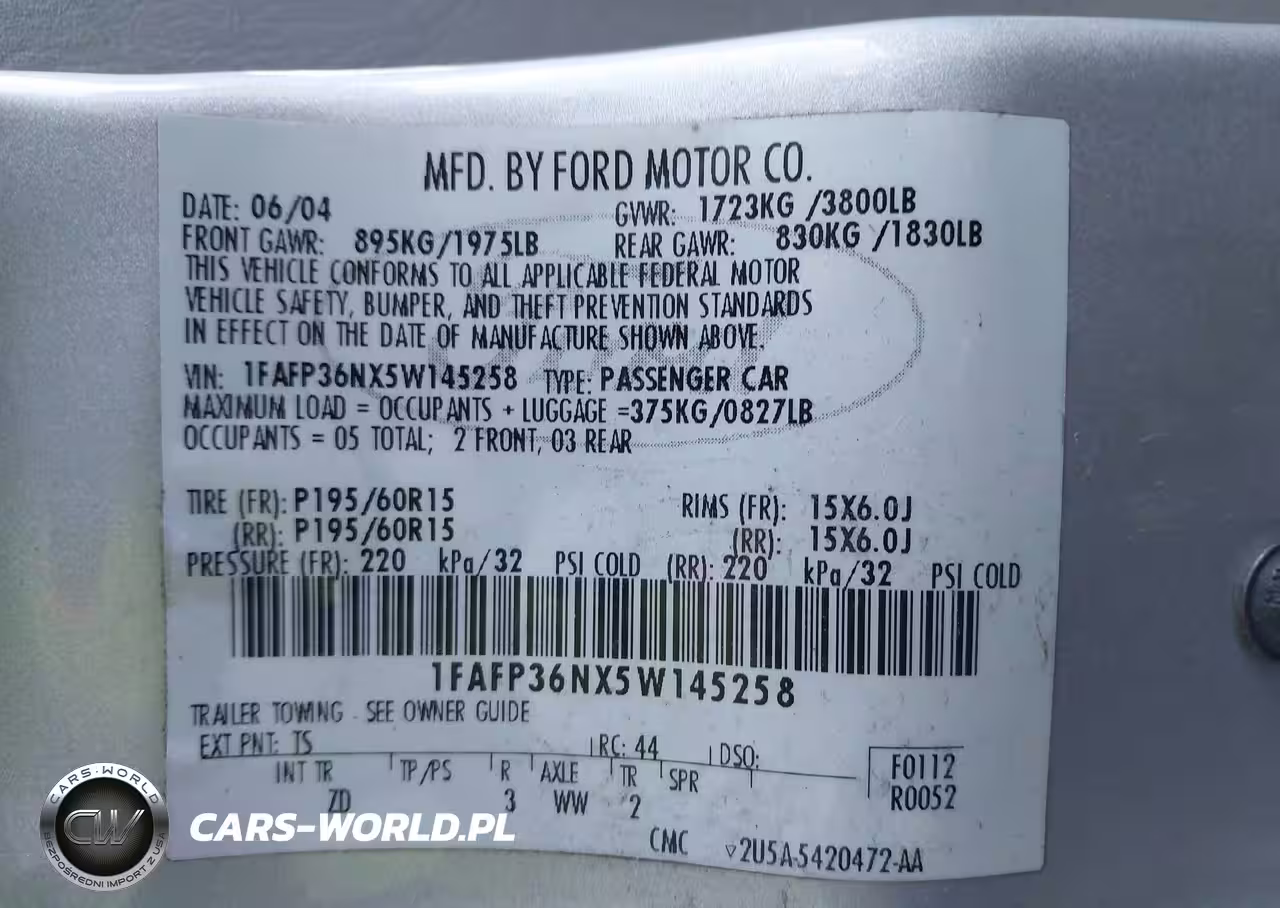 MFD. BY FORD MOTOR CO.
DATE: 06/04 GVWR: 1723KG /3800LB
FRONT GAWR: 895KG/1975LB REAR GAWR: 830KG /1830LB
THIS VEHICLE CONFORMS TO ALL APPLICABLE FEDERAL MOTOR
VEHICLE SAFETY, BUMPER, AND THEFT PREVENTION STANDARDS
IN EFFECT ON THE DATE OF MANUFACTURE SHOWN ABOVE.
VIN: 1FAFP36NX5W145258 TYPE: PASSENGER CAR
MAXIMUM LOAD = OCCUPANTS + LUGGAGE =375KG/0827LB
OCCUPANTS = 05 TOTAL; 2 FRONT, 03 REAR
TIRE (FR): P195/60R15 RIMS (FR): 15X6.0J
(RR): P195/60R15 (RR): 15X6.0J
PRESSURE (FR): 220 kPa/32 PSI COLD (RR): 220 kPa/32 PSI COLD
1FAFP36NX5W145258
TRAILER TOWING - SEE OWNER GUIDE
EXT PNT: TS RC: 44 DSO:
INT TR TP/PS R AXLE TR SPR F0112
ZD 3 WW 2 R0052
CMC ▽2U5A-5420472-AA
CARS-WORLD
CW
BEZPOŚREDNI IMPORT Z USA
CARS-WORLD.PL